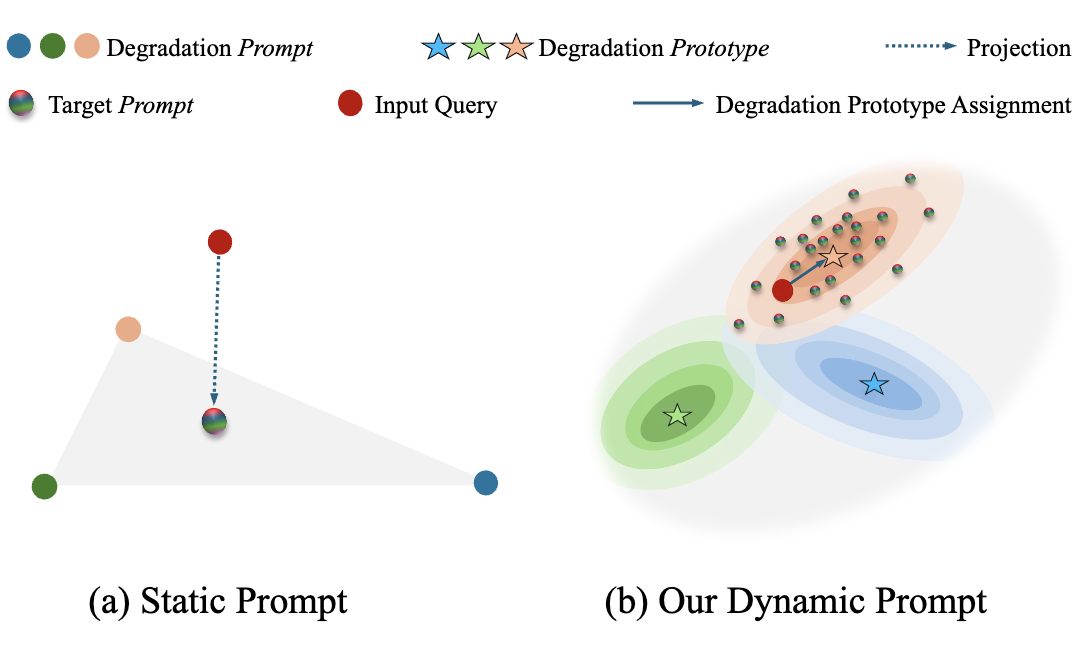 Degradation Prompt Degradation Prototype Projection
Target Prompt Input Query Degradation Prototype Assignment
(a) Static Prompt (b) Our Dynamic Prompt